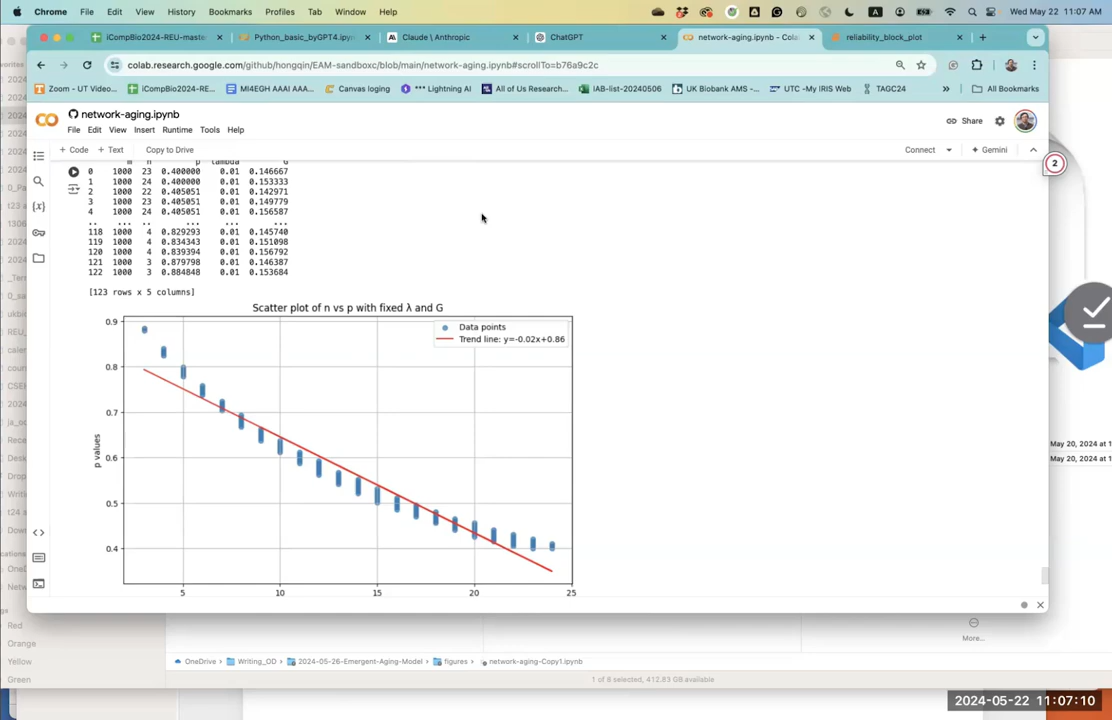 Chrome File Edit View History Bookmarks Profiles Tab Window Help Wed May 22 11:07 AM
iCompBio2024-REU-master Python_basic_byGPT4.ipyn Claude \ Anthropic ChatGPT network-aging.ipynb - Cola reliability_block_plot
colab.research.google.com/github/hongqin/EAM-sandboxc/blob/main/network-aging.ipynb#scrollTo=b76a9c2c
Zoom - UT Video... iCompBio2024-RE... MI4EGH AAAI AAA... Canvas loging *** Lightning AI All of Us Research... IAB-list-20240506 UK Biobank AMS -... UTC -My IRIS Web TAGC24 » All Bookmarks
network-aging.ipynb
Share
File Edit View Insert Runtime Tools Help
+ Code + Text Copy to Drive Connect Gemini
2
m n p lambda G
0 1000 23 0.400000 0.01 0.146667
1 1000 24 0.400000 0.01 0.153333
2 1000 22 0.405051 0.01 0.142971
3 1000 23 0.405051 0.01 0.149779
4 1000 24 0.405051 0.01 0.156587
.. ... .. ... ... ...
118 1000 4 0.829293 0.01 0.145740
119 1000 4 0.834343 0.01 0.151098
120 1000 4 0.839394 0.01 0.156792
121 1000 3 0.879798 0.01 0.146387
122 1000 3 0.884848 0.01 0.153684
[123 rows x 5 columns]
Scatter plot of n vs p with fixed λ and G
Data points
Trend line: y=-0.02x+0.86
p values
0.9
0.8
0.7
0.6
0.5
0.4
5 10 15 20 25
May 20, 2024 at 1
May 20, 2024 at 1
Red
Orange
Yellow
Green
More...
OneDrive › Writing_OD › 2024-05-26-Emergent-Aging-Model › figures › network-aging-Copy1.ipynb
1 of 8 selected, 412.83 GB available
2024-05-22 11:07:10